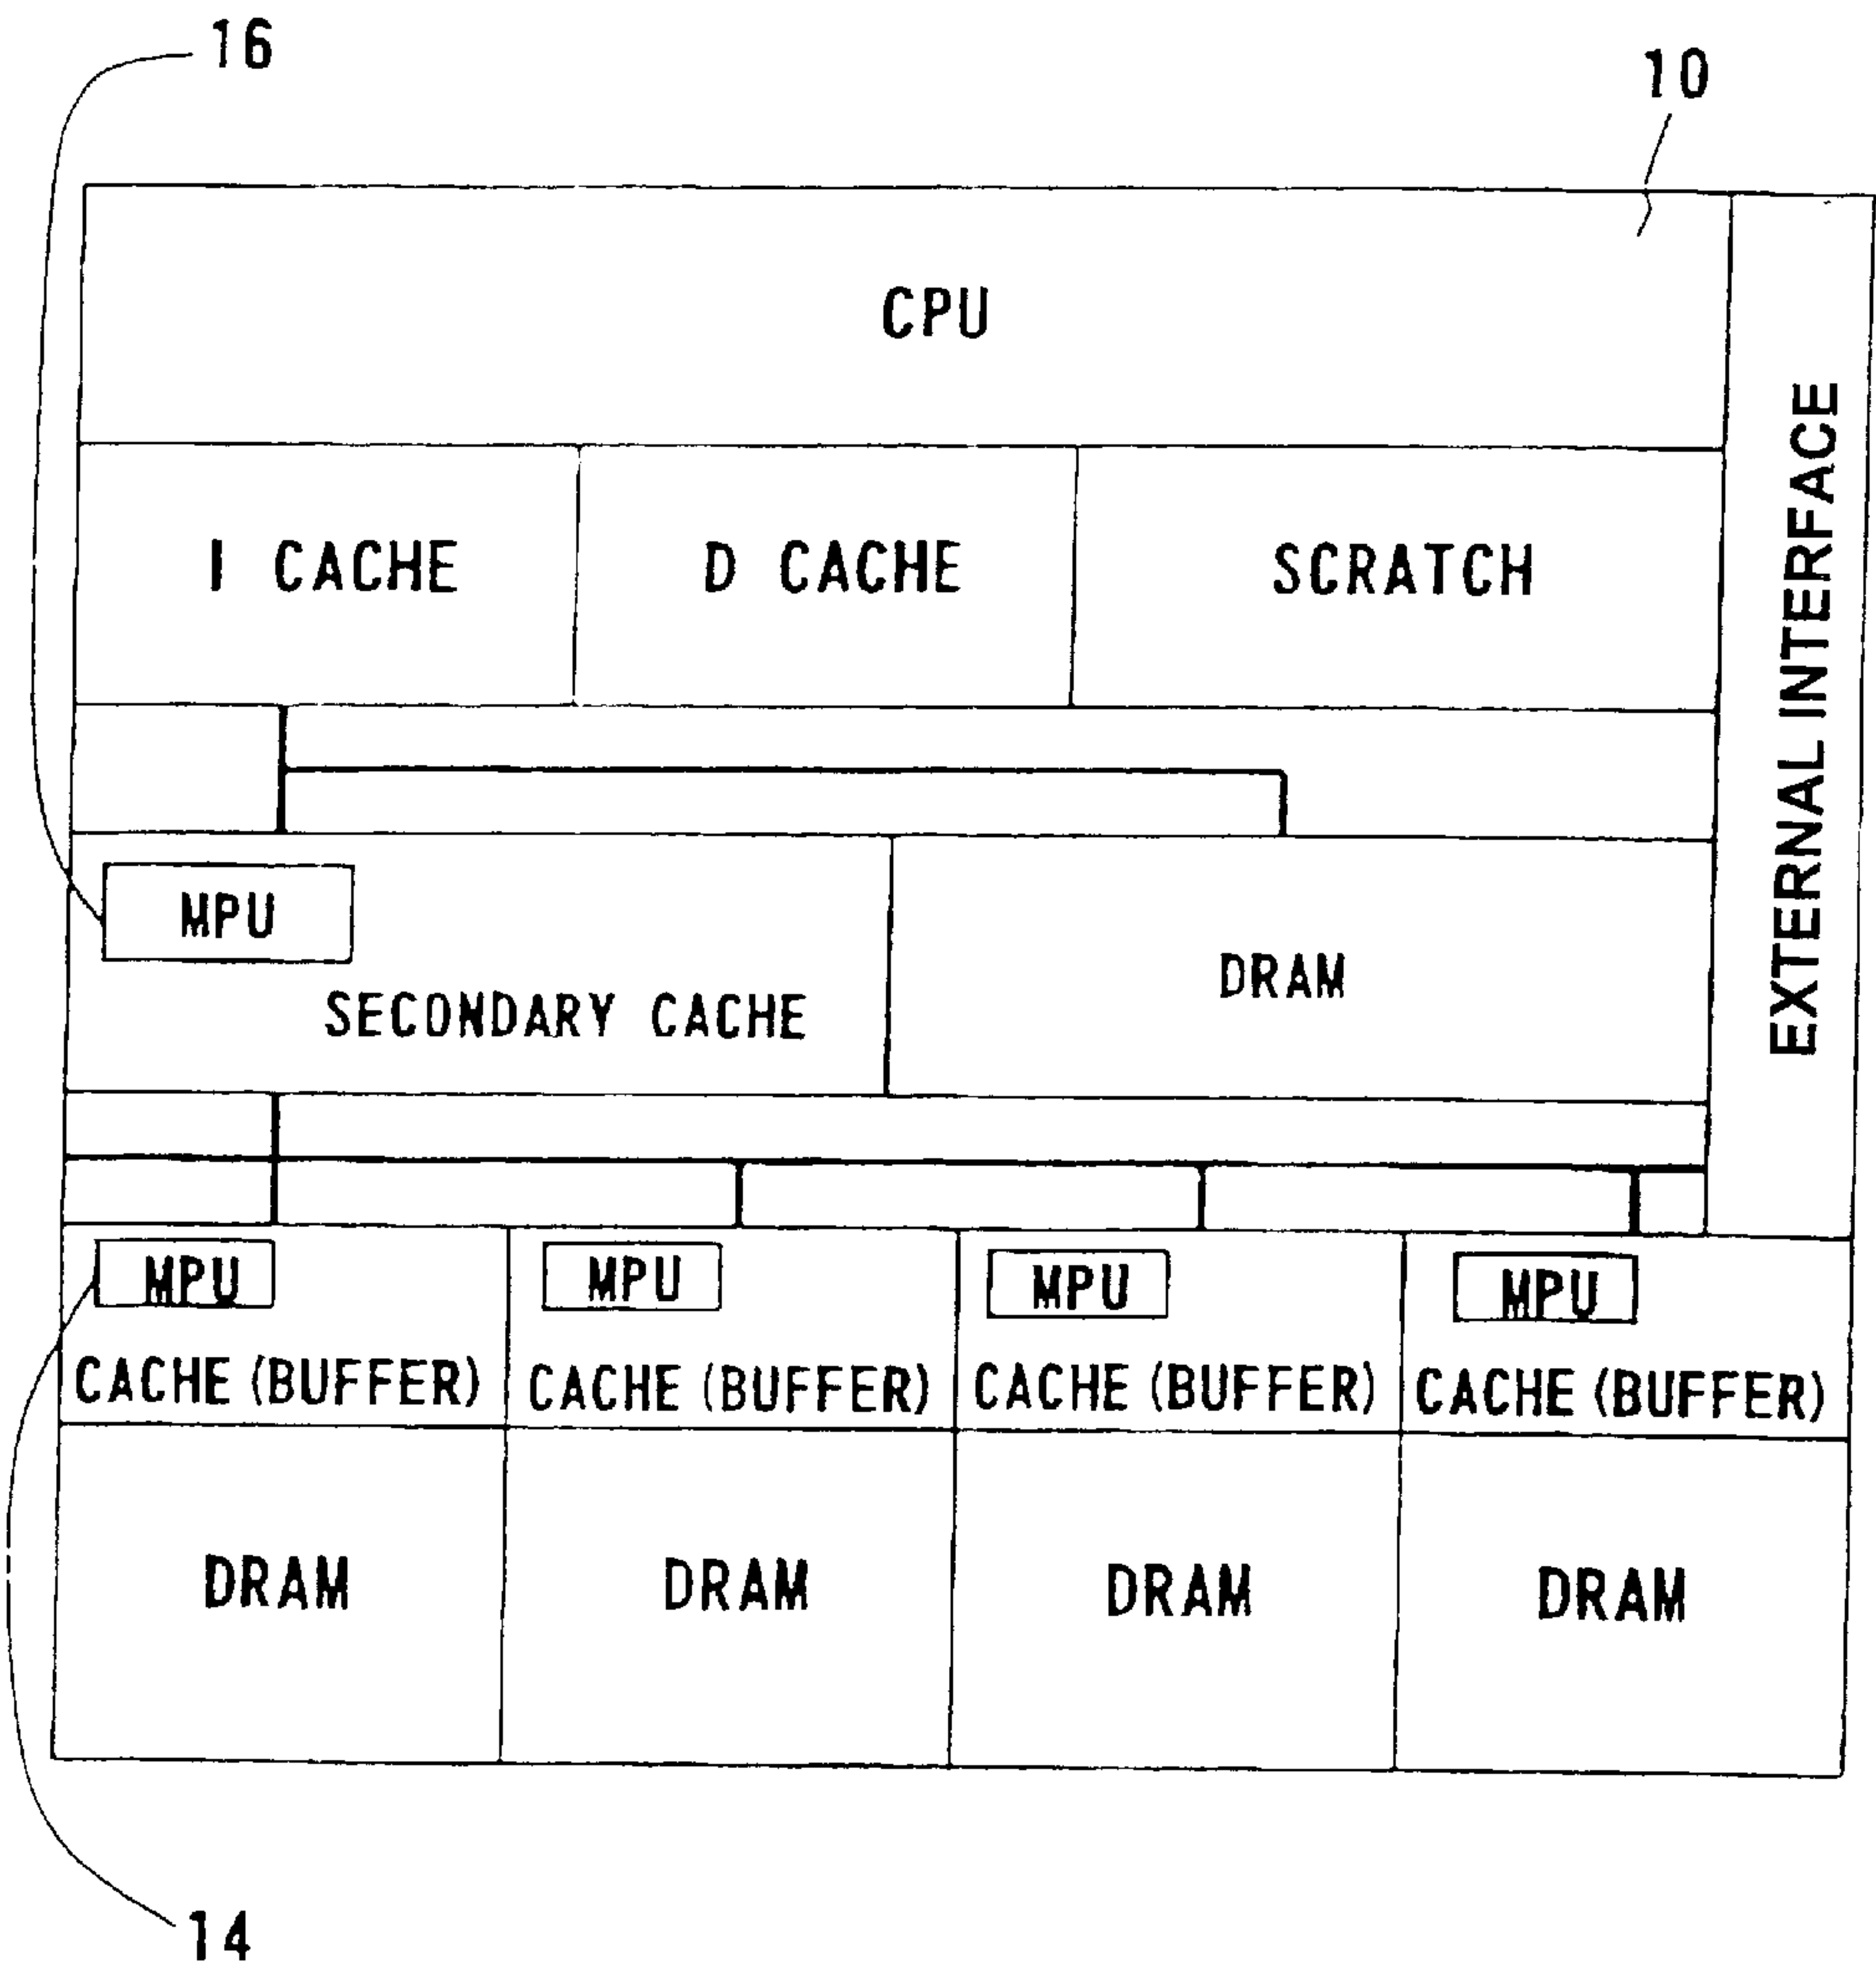 16
10
CPU
I CACHE
D CACHE
SCRATCH
EXTERNAL INTERFACE
MPU
SECONDARY CACHE
DRAM
MPU
MPU
MPU
MPU
CACHE (BUFFER)
CACHE (BUFFER)
CACHE (BUFFER)
CACHE (BUFFER)
DRAM
DRAM
DRAM
DRAM
14